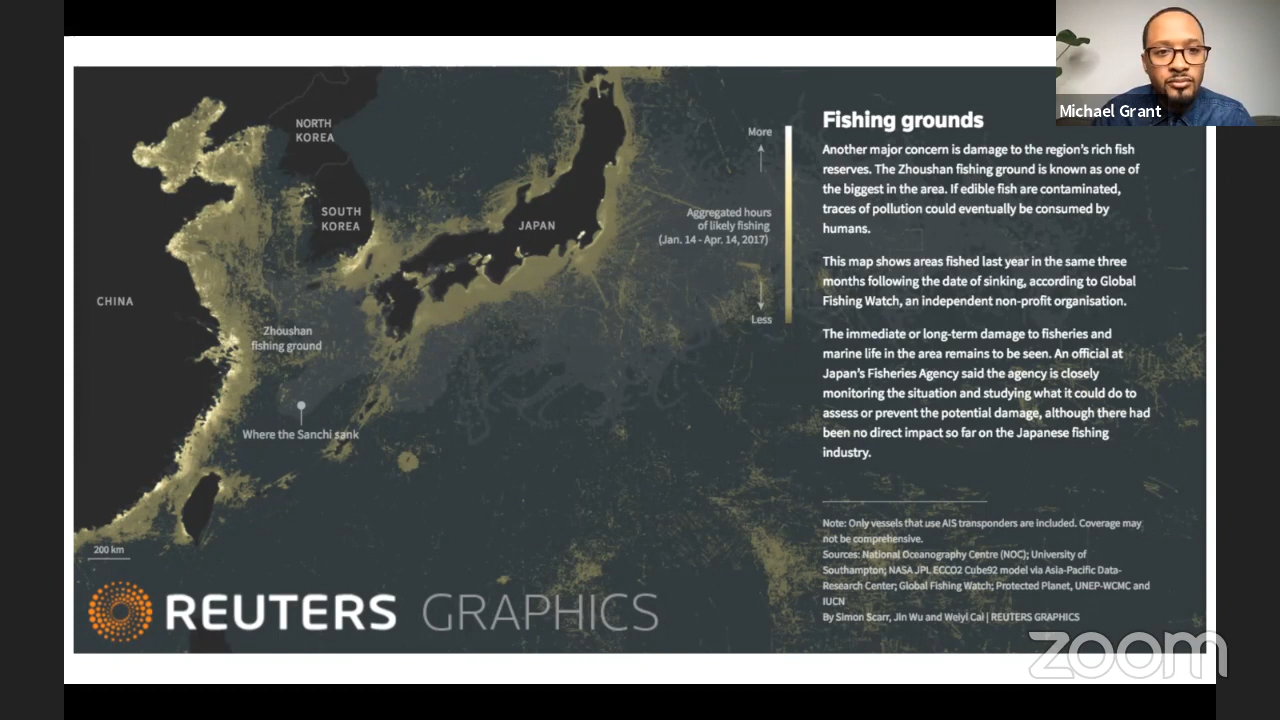 Michael Grant
NORTH
KOREA
SOUTH
KOREA
JAPAN
CHINA
Zhoushan
fishing ground
Where the Sanchi sank
200 km
More
Aggregated hours
of likely fishing
(Jan. 14 - Apr. 14, 2017)
Less
Fishing grounds
Another major concern is damage to the region's rich fish
reserves. The Zhoushan fishing ground is known as one of
the biggest in the area. If edible fish are contaminated,
traces of pollution could eventually be consumed by
humans.
This map shows areas fished last year in the same three
months following the date of sinking, according to Global
Fishing Watch, an independent non-profit organisation.
The immediate or long-term damage to fisheries and
marine life in the area remains to be seen. An official at
Japan's Fisheries Agency said the agency is closely
monitoring the situation and studying what it could do to
assess or prevent the potential damage, although there had
been no direct impact so far on the Japanese fishing
industry.
Note: Only vessels that use AIS transponders are included. Coverage may
not be comprehensive.
Sources: National Oceanography Centre (NOC); University of
Southampton; NASA JPL ECCO2 Cube92 model via Asia-Pacific Data-
Research Center; Global Fishing Watch; Protected Planet, UNEP-WCMC and
IUCN
By Simon Scarr, Jin Wu and Weiyi Cai | REUTERS GRAPHICS
REUTERS GRAPHICS
zoom